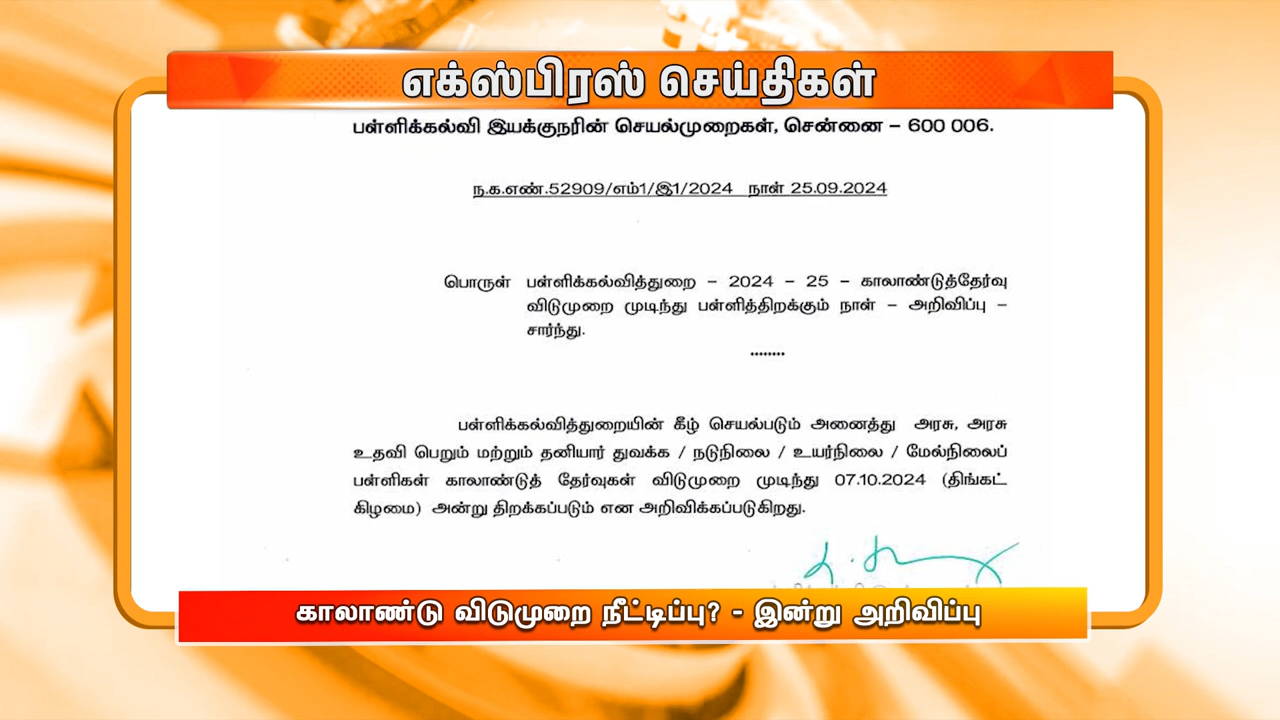 எக்ஸ்பிரஸ் செய்திகள்
பள்ளிக்கல்வி இயக்குநரின் செயல்முறைகள், சென்னை – 600 006.
ந.க.எண்.52909/எம்1/இ1/2024 நாள் 25.09.2024
பொருள் பள்ளிக்கல்வித்துறை – 2024 – 25 – காலாண்டுத்தேர்வு
விடுமுறை முடிந்து பள்ளித்திறக்கும் நாள் – அறிவிப்பு –
சார்ந்து.
........
பள்ளிக்கல்வித்துறையின் கீழ் செயல்படும் அனைத்து அரசு, அரசு
உதவி பெறும் மற்றும் தனியார் துவக்க / நடுநிலை / உயர்நிலை / மேல்நிலைப்
பள்ளிகள் காலாண்டுத் தேர்வுகள் விடுமுறை முடிந்து 07.10.2024 (திங்கட்
கிழமை) அன்று திறக்கப்படும் என அறிவிக்கப்படுகிறது.
காலாண்டு விடுமுறை நீட்டிப்பு? - இன்று அறிவிப்பு